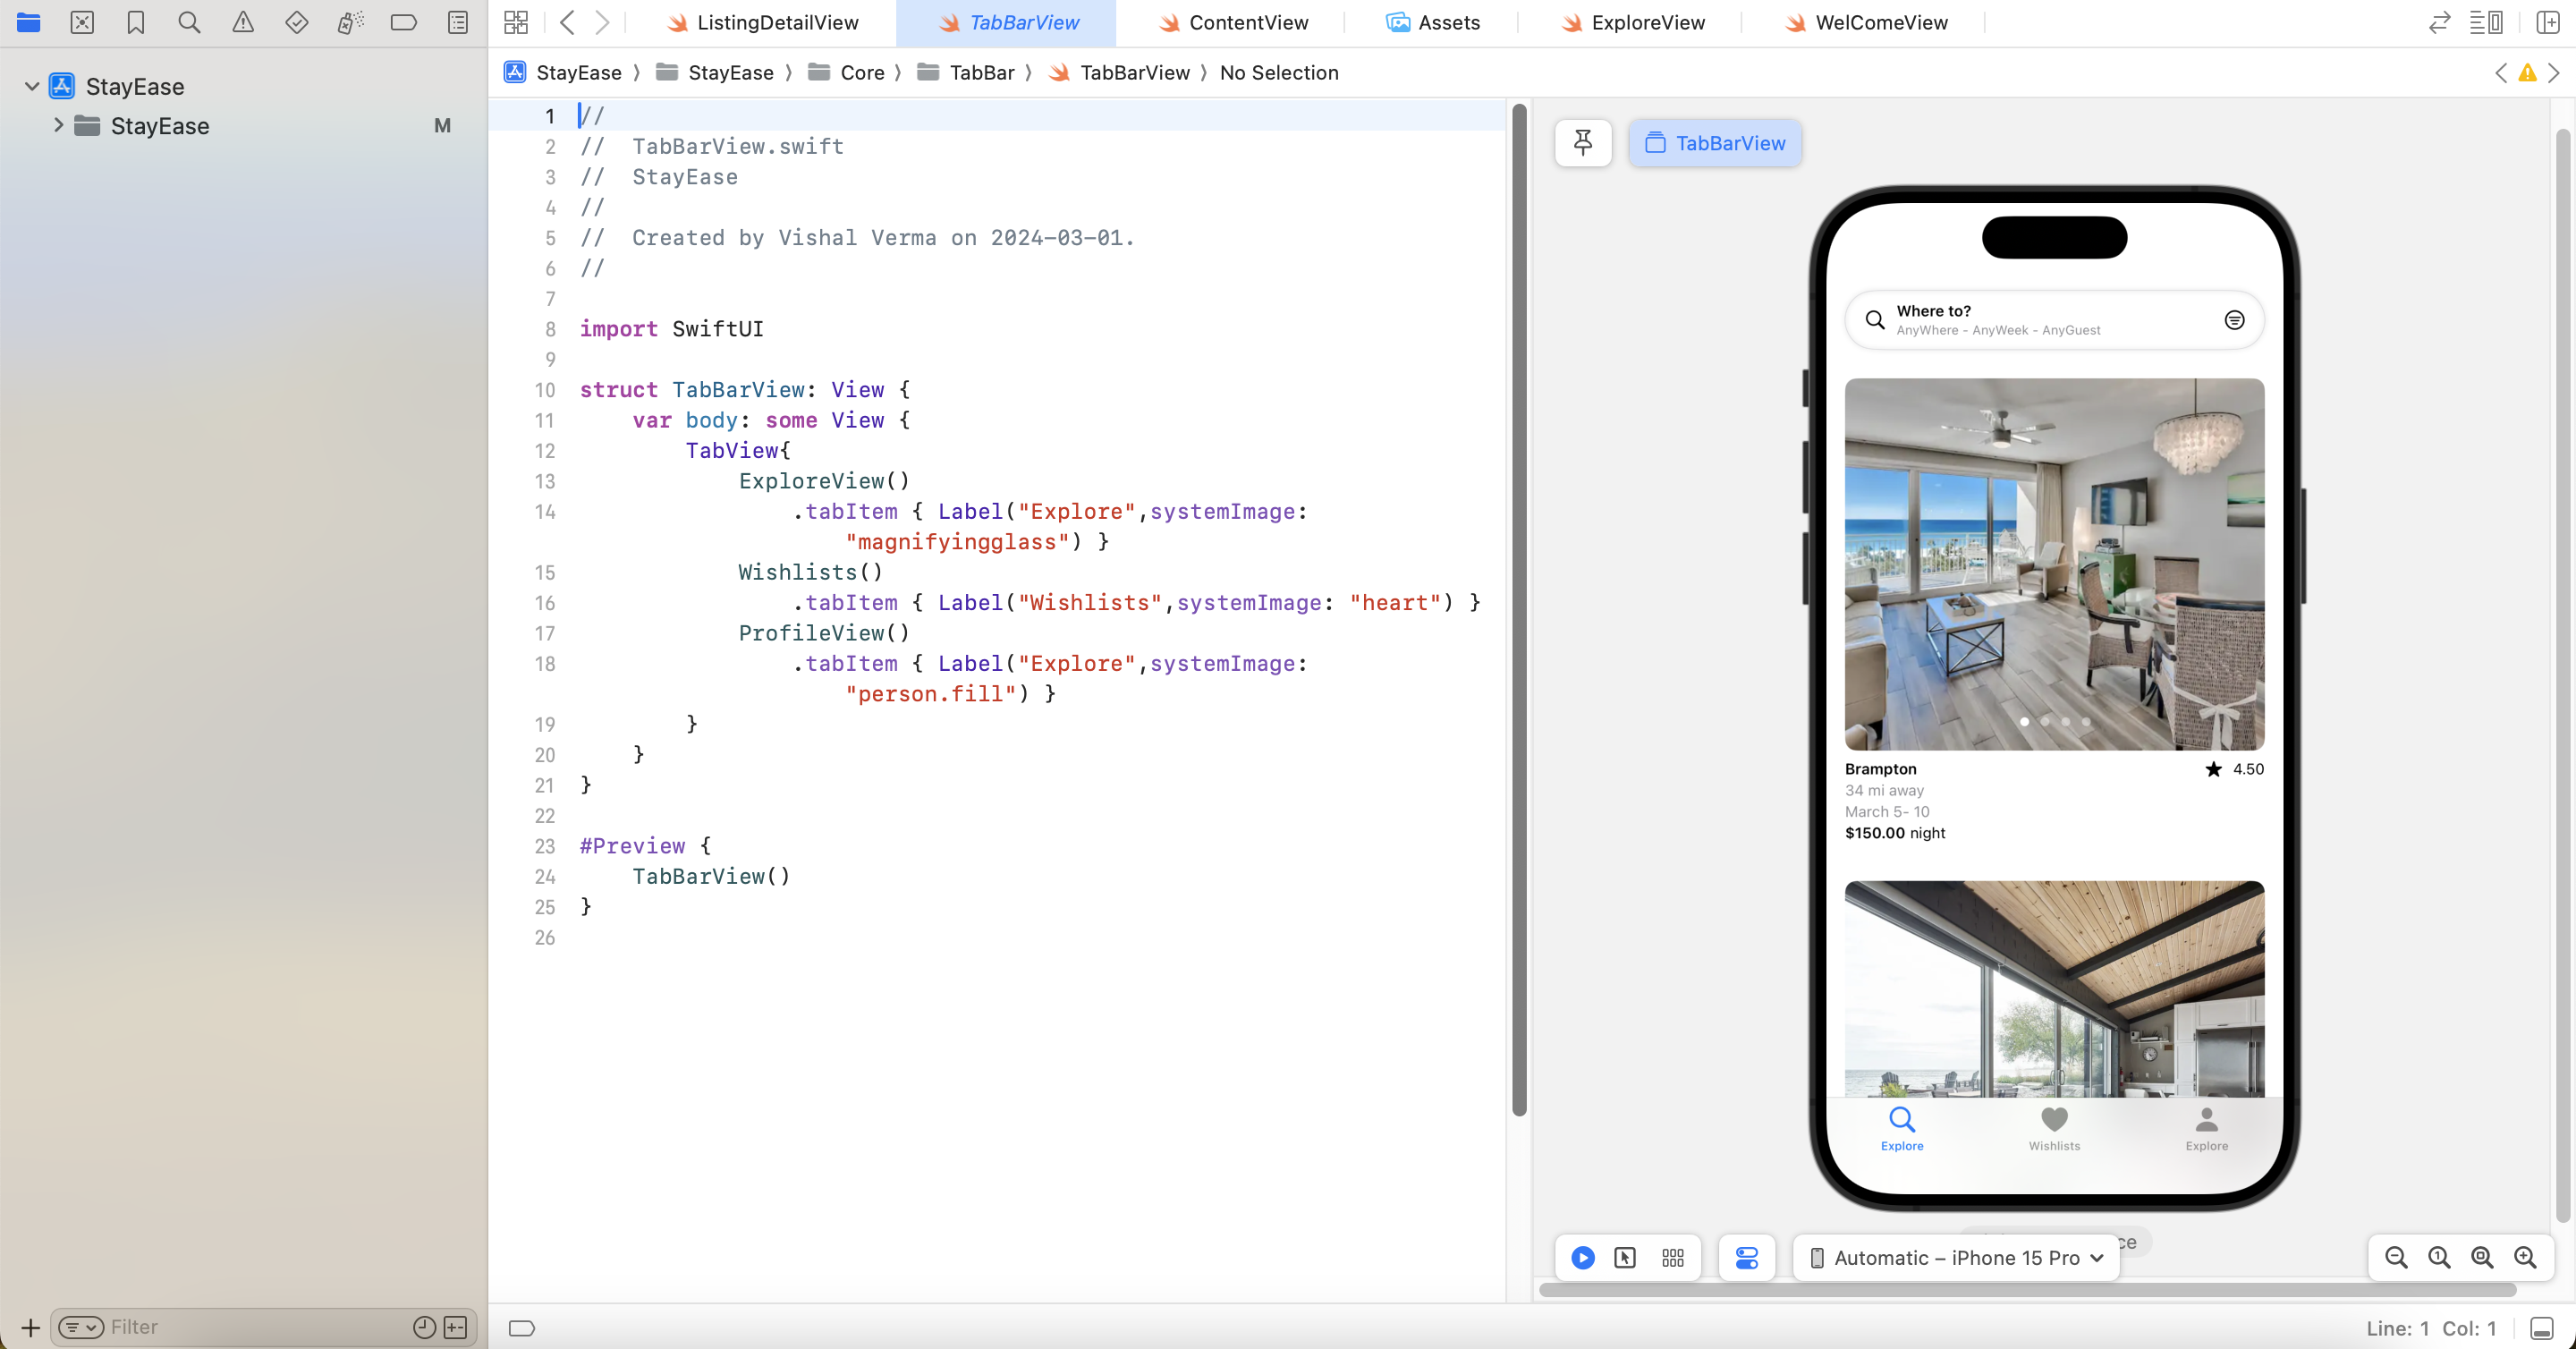 ListingDetailView
TabBarView
ContentView
Assets
ExploreView
WelComeView
StayEase
StayEase
M
StayEase 〉 StayEase 〉 Core 〉 TabBar 〉 TabBarView 〉 No Selection
1 //
2 //  TabBarView.swift
3 //  StayEase
4 //
5 //  Created by Vishal Verma on 2024-03-01.
6 //
7
8 import SwiftUI
9
10 struct TabBarView: View {
11     var body: some View {
12         TabView{
13             ExploreView()
14                 .tabItem { Label("Explore",systemImage:
"magnifyingglass") }
15             Wishlists()
16                 .tabItem { Label("Wishlists",systemImage: "heart") }
17             ProfileView()
18                 .tabItem { Label("Explore",systemImage:
"person.fill") }
19         }
20     }
21 }
22
23 #Preview {
24     TabBarView()
25 }
26
TabBarView
Where to?
AnyWhere - AnyWeek - AnyGuest
Brampton
4.50
34 mi away
March 5- 10
$150.00 night
Explore
Wishlists
Explore
Automatic – iPhone 15 Pro
Filter
Line: 1  Col: 1